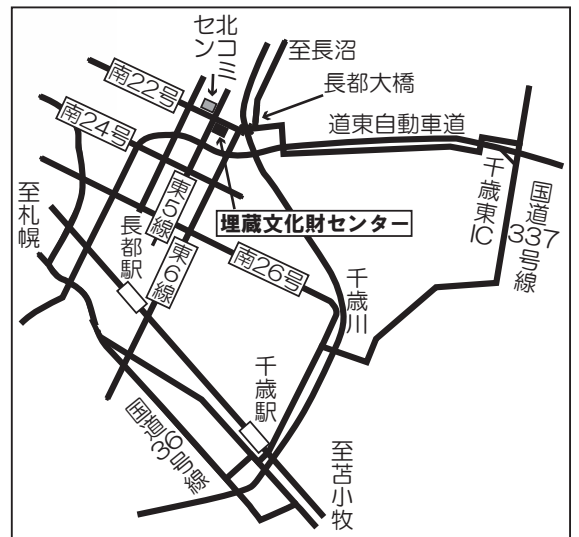 北コミ
セン
至長沼
長都大橋
南22号
道東自動車道
南24号
千歳東IC
国道337号線
至札幌
東5線
埋蔵文化財センター
長都駅
東6線
南26号
千歳川
千歳駅
国道36号線
至苫小牧